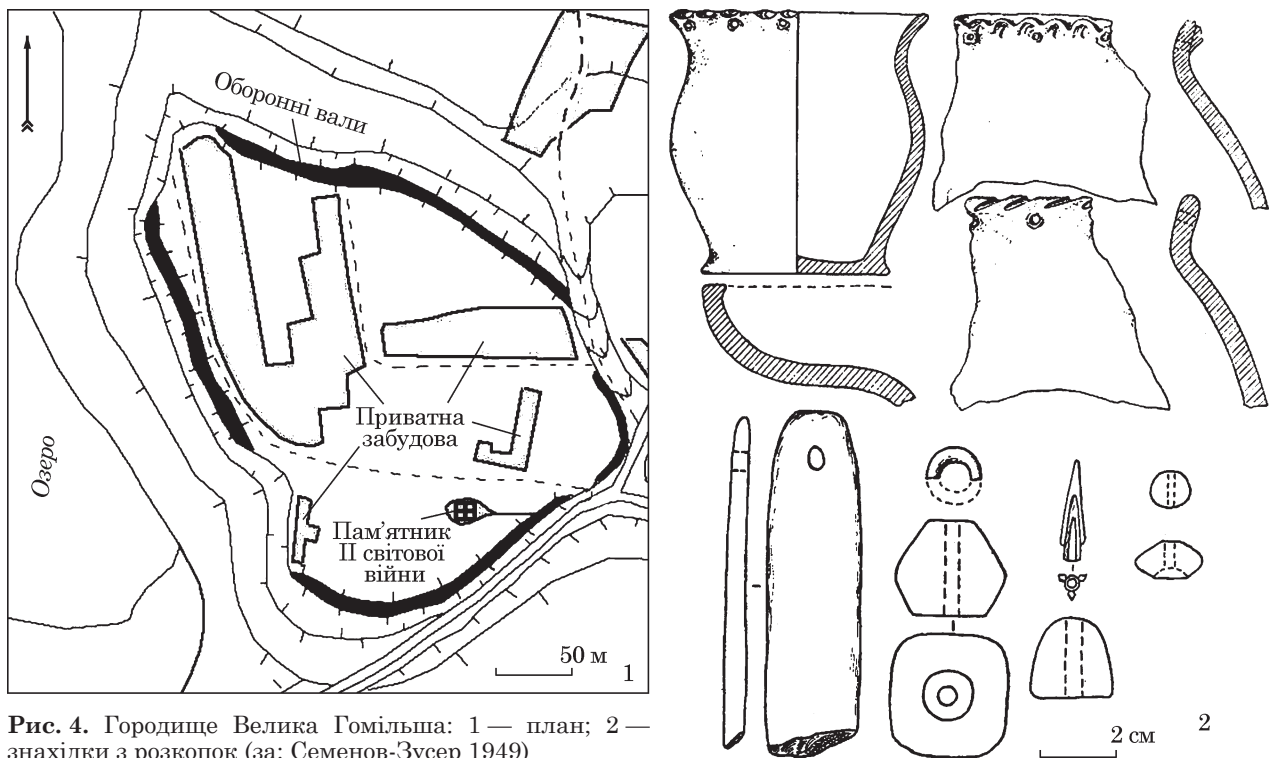 Оборонні вали
Приватна
забудова
Озеро
Пам’ятник
II світової
війни
50 м
1
2 см
2
Рис. 4. Городище Велика Гомільша: 1 — план; 2 —
знахідки з розкопок (за: Семенов-Зусер 1949)